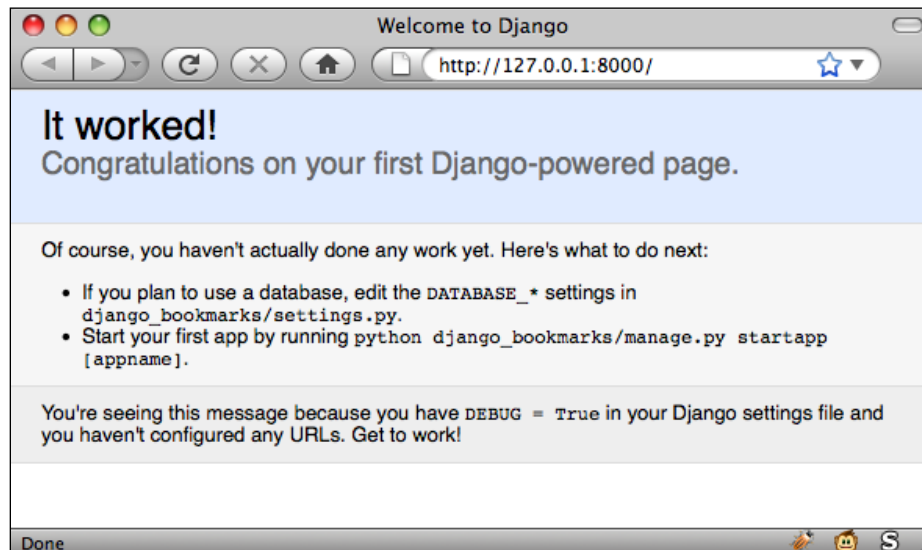 Welcome to Django
http://127.0.0.1:8000/
It worked!
Congratulations on your first Django-powered page.
Of course, you haven't actually done any work yet. Here's what to do next:
• If you plan to use a database, edit the DATABASE_* settings in
django_bookmarks/settings.py.
• Start your first app by running python django_bookmarks/manage.py startapp
[appname].
You're seeing this message because you have DEBUG = True in your Django settings file and
you haven't configured any URLs. Get to work!
Done
S